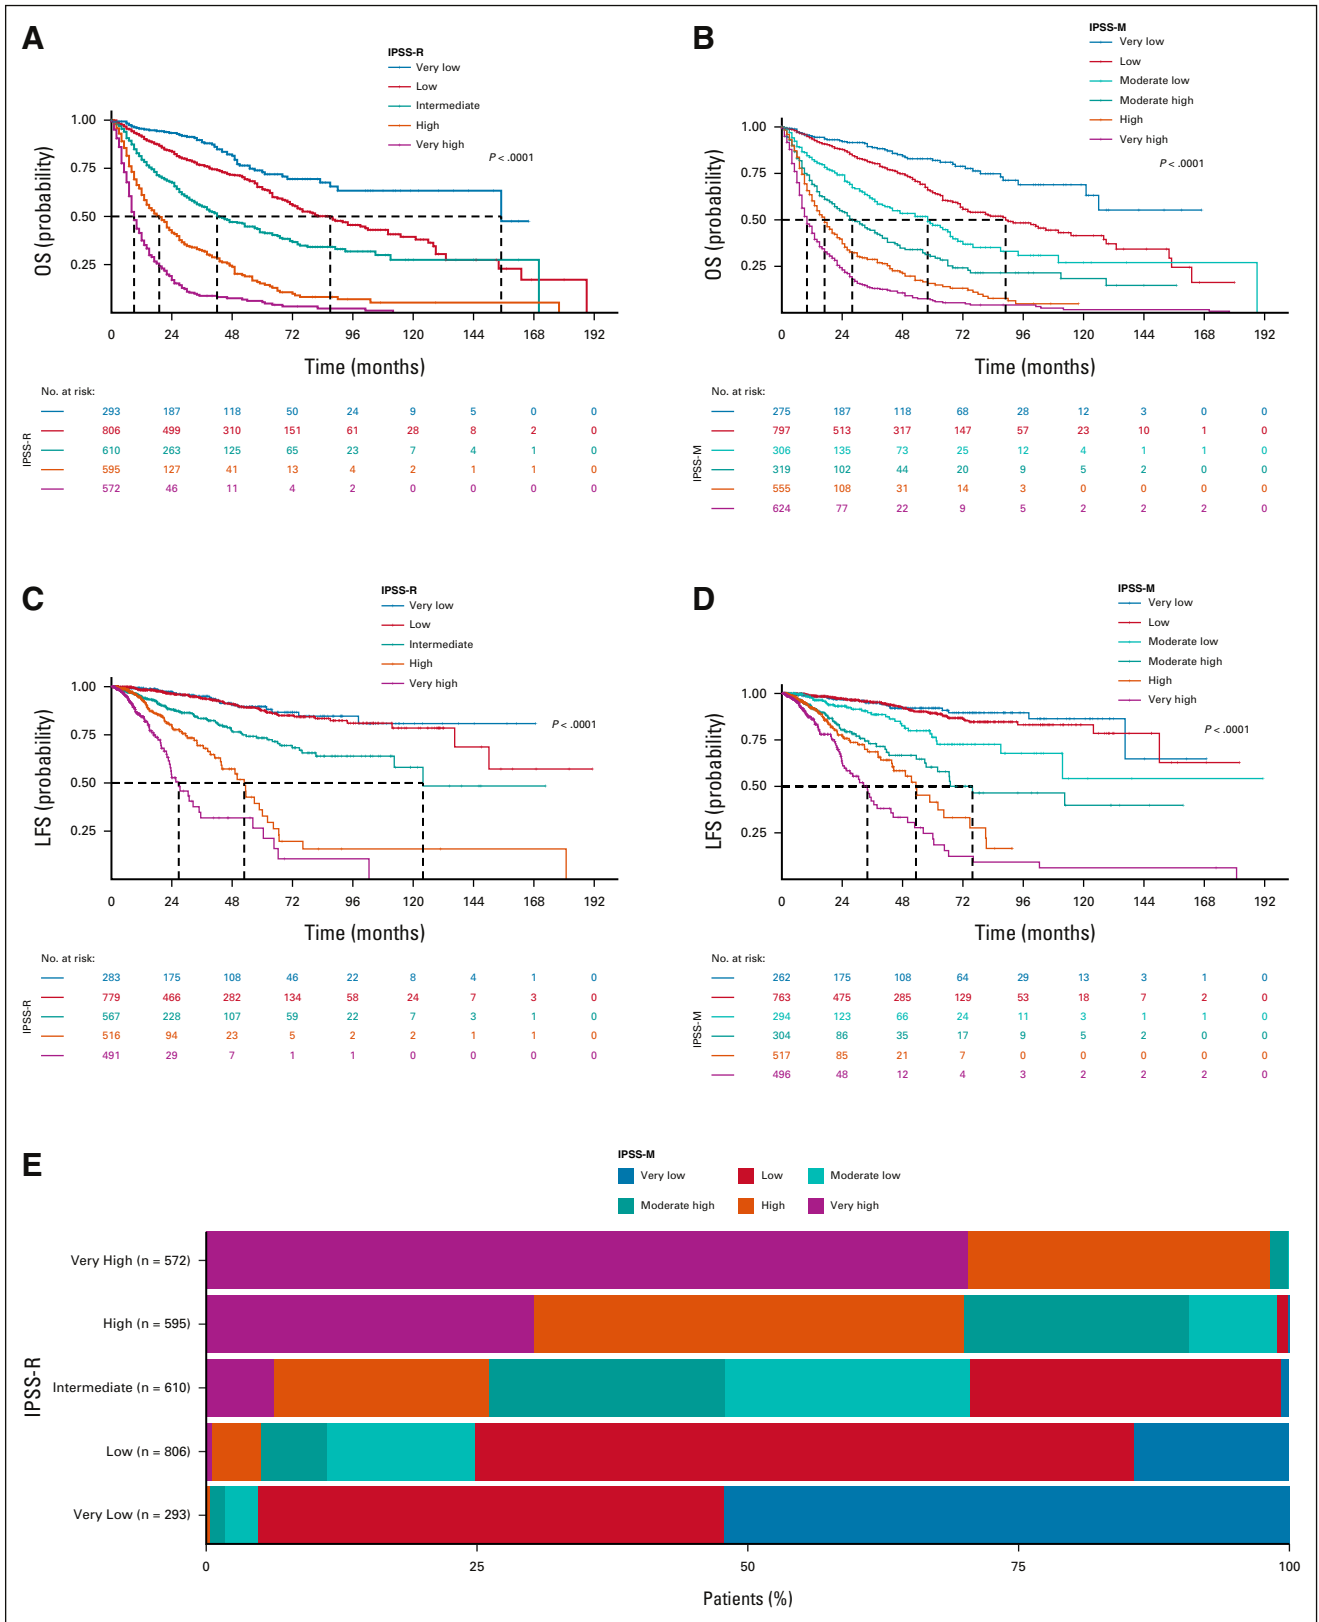 A
IPSS-R
Very low
Low
Intermediate
High
Very high
P < .0001
OS (probability)
1.00
0.75
0.50
0.25
0 24 48 72 96 120 144 168 192
Time (months)
No. at risk:
IPSS-R
293 187 118 50 24 9 5 0 0
806 499 310 151 61 28 8 2 0
610 263 125 65 23 7 4 1 0
595 127 41 13 4 2 1 1 0
572 46 11 4 2 0 0 0 0
B
IPSS-M
Very low
Low
Moderate low
Moderate high
High
Very high
P < .0001
OS (probability)
1.00
0.75
0.50
0.25
0 24 48 72 96 120 144 168 192
Time (months)
No. at risk:
IPSS-M
275 187 118 68 28 12 3 0 0
797 513 317 147 57 23 10 1 0
306 135 73 25 12 4 1 1 0
319 102 44 20 9 5 2 0 0
555 108 31 14 3 0 0 0 0
624 77 22 9 5 2 2 2 0
C
IPSS-R
Very low
Low
Intermediate
High
Very high
P < .0001
LFS (probability)
1.00
0.75
0.50
0.25
0 24 48 72 96 120 144 168 192
Time (months)
No. at risk:
IPSS-R
283 175 108 46 22 8 4 1 0
779 466 282 134 58 24 7 3 0
567 228 107 59 22 7 3 1 0
516 94 23 5 2 2 1 1 0
491 29 7 1 1 0 0 0 0
D
IPSS-M
Very low
Low
Moderate low
Moderate high
High
Very high
P < .0001
LFS (probability)
1.00
0.75
0.50
0.25
0 24 48 72 96 120 144 168 192
Time (months)
No. at risk:
IPSS-M
262 175 108 64 29 13 3 1 0
763 475 285 129 53 18 7 2 0
294 123 66 24 11 3 1 1 0
304 86 35 17 9 5 2 0 0
517 85 21 7 0 0 0 0 0
496 48 12 4 3 2 2 2 0
E
IPSS-M
Very low Low Moderate low
Moderate high High Very high
IPSS-R
Very High (n = 572)
High (n = 595)
Intermediate (n = 610)
Low (n = 806)
Very Low (n = 293)
0 25 50 75 100
Patients (%)